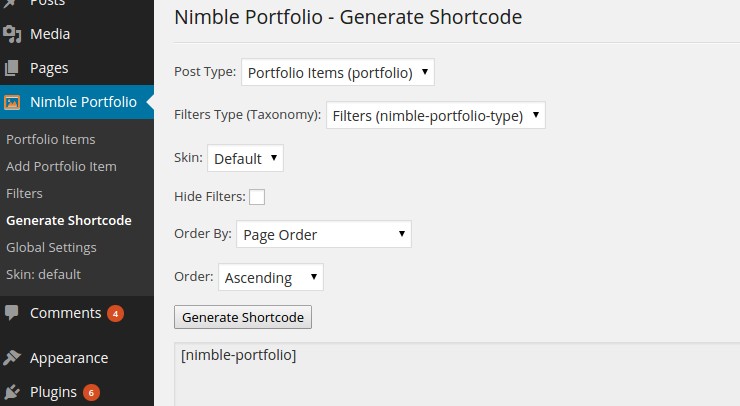 Posts
Media
Pages
Nimble Portfolio
Portfolio Items
Add Portfolio Item
Filters
Generate Shortcode
Global Settings
Skin: default
Comments 4
Appearance
Plugins 6
Nimble Portfolio - Generate Shortcode
Post Type: Portfolio Items (portfolio)
Filters Type (Taxonomy): Filters (nimble-portfolio-type)
Skin: Default
Hide Filters:
Order By: Page Order
Order: Ascending
Generate Shortcode
[nimble-portfolio]